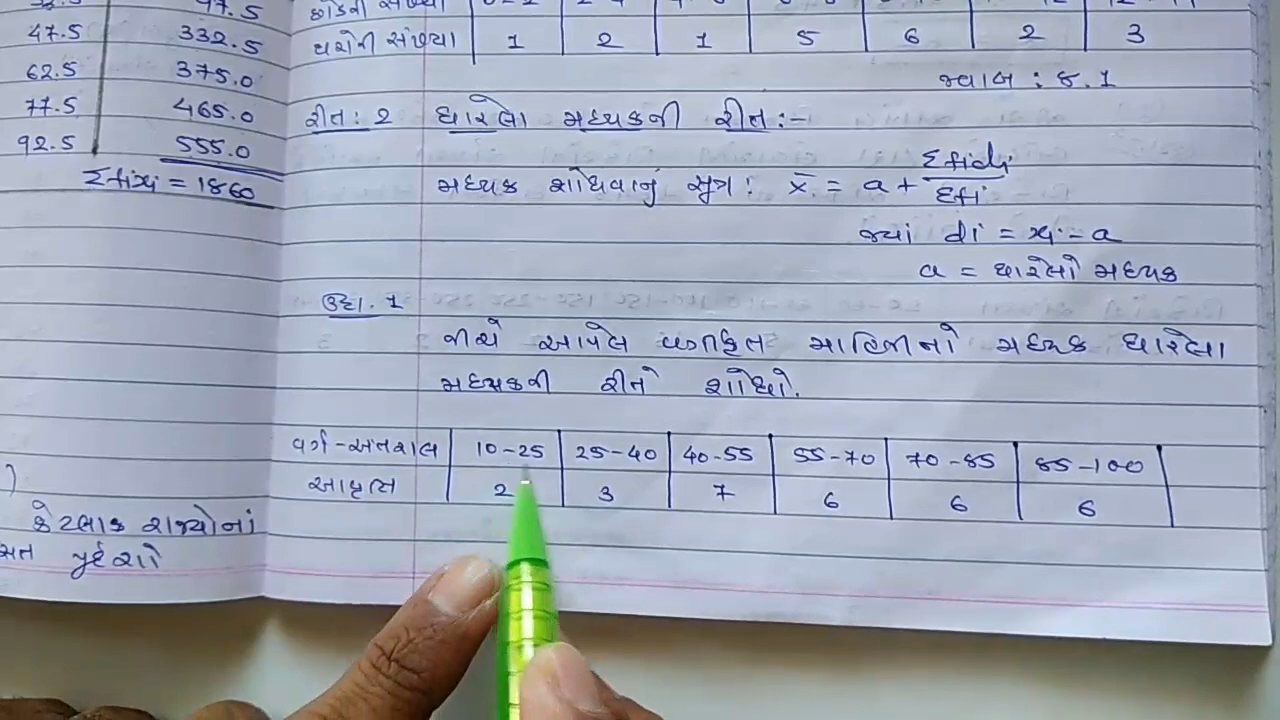 97.5
47.5 332.5
62.5 375.0
77.5 465.0
92.5 555.0
Σfixi = 1860
ઘરોની સંખ્યા 1 2 1 5 6 2 3
જવાબ : 8.1
રીત: 2 ધારેલા મધ્યકની રીત:-
મધ્યક શોધવાનું સૂત્ર: x̄ = a + Σfidi / Σfi
જ્યાં di = xi - a
a = ધારેલો મધ્યક
ઉદા. 1
નીચે આપેલ વર્ગીકૃત માહિતીનો મધ્યક ધારેલા
મધ્યકની રીતે શોધો.
વર્ગ-અંતરાલ 10-25 25-40 40-55 55-70 70-85 85-100
આવૃત્તિ 2 3 7 6 6 6
કેટલાક રાજ્યોનાં
પ્રદેશો